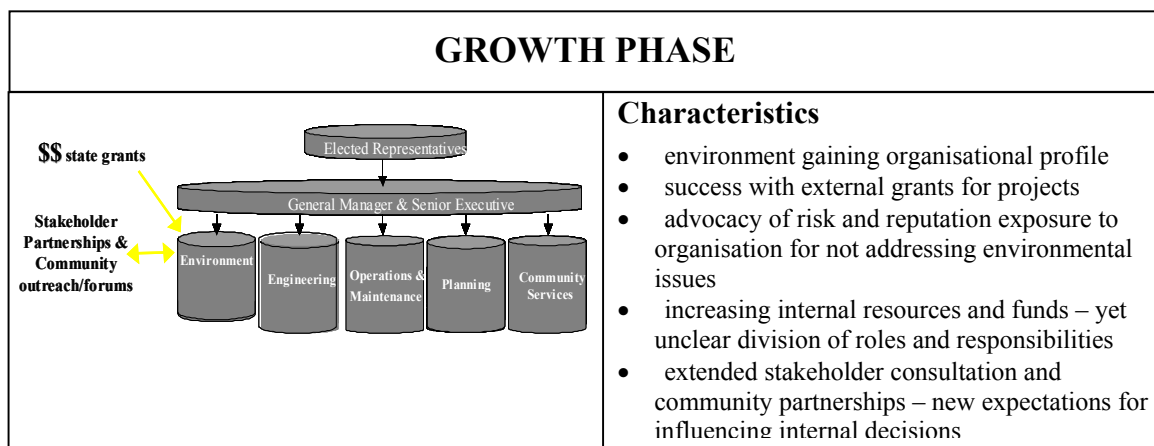 GROWTH PHASE
Elected Representatives
$$ state grants
General Manager & Senior Executive
Stakeholder
Partnerships &
Community
outreach/forums
Environment
Engineering
Operations &
Maintenance
Planning
Community
Services
Characteristics
• environment gaining organisational profile
• success with external grants for projects
• advocacy of risk and reputation exposure to
organisation for not addressing environmental
issues
• increasing internal resources and funds – yet
unclear division of roles and responsibilities
• extended stakeholder consultation and
community partnerships – new expectations for
influencing internal decisions